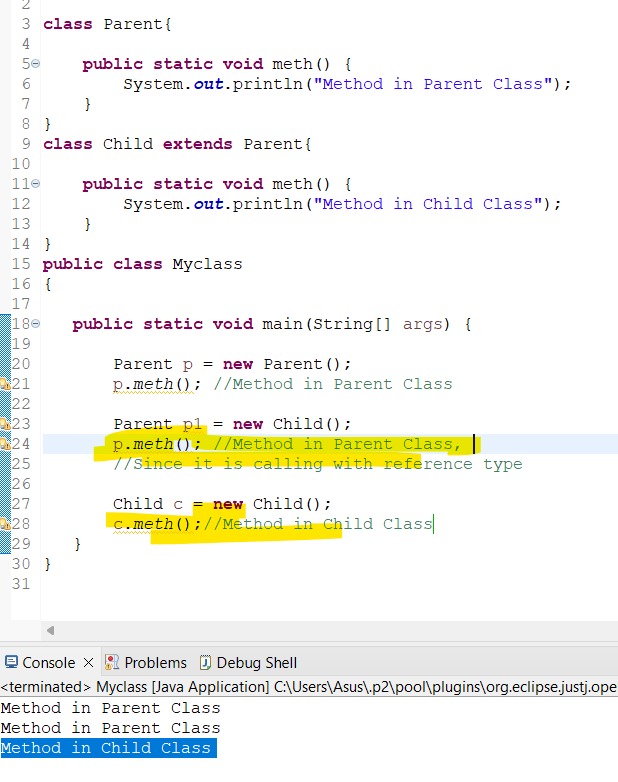 2
3 class Parent{
4
5 public static void meth() {
6 System.out.println("Method in Parent Class");
7 }
8 }
9 class Child extends Parent{
10
11 public static void meth() {
12 System.out.println("Method in Child Class");
13 }
14 }
15 public class Myclass
16 {
17
18 public static void main(String[] args) {
19
20 Parent p = new Parent();
21 p.meth(); //Method in Parent Class
22
23 Parent p1 = new Child();
24 p.meth(); //Method in Parent Class,
25 //Since it is calling with reference type
26
27 Child c = new Child();
28 c.meth();//Method in Child Class
29 }
30 }
31
Console Problems Debug Shell
<terminated> Myclass [Java Application] C:\Users\Asus\.p2\pool\plugins\org.eclipse.justj.ope
Method in Parent Class
Method in Parent Class
Method in Child Class